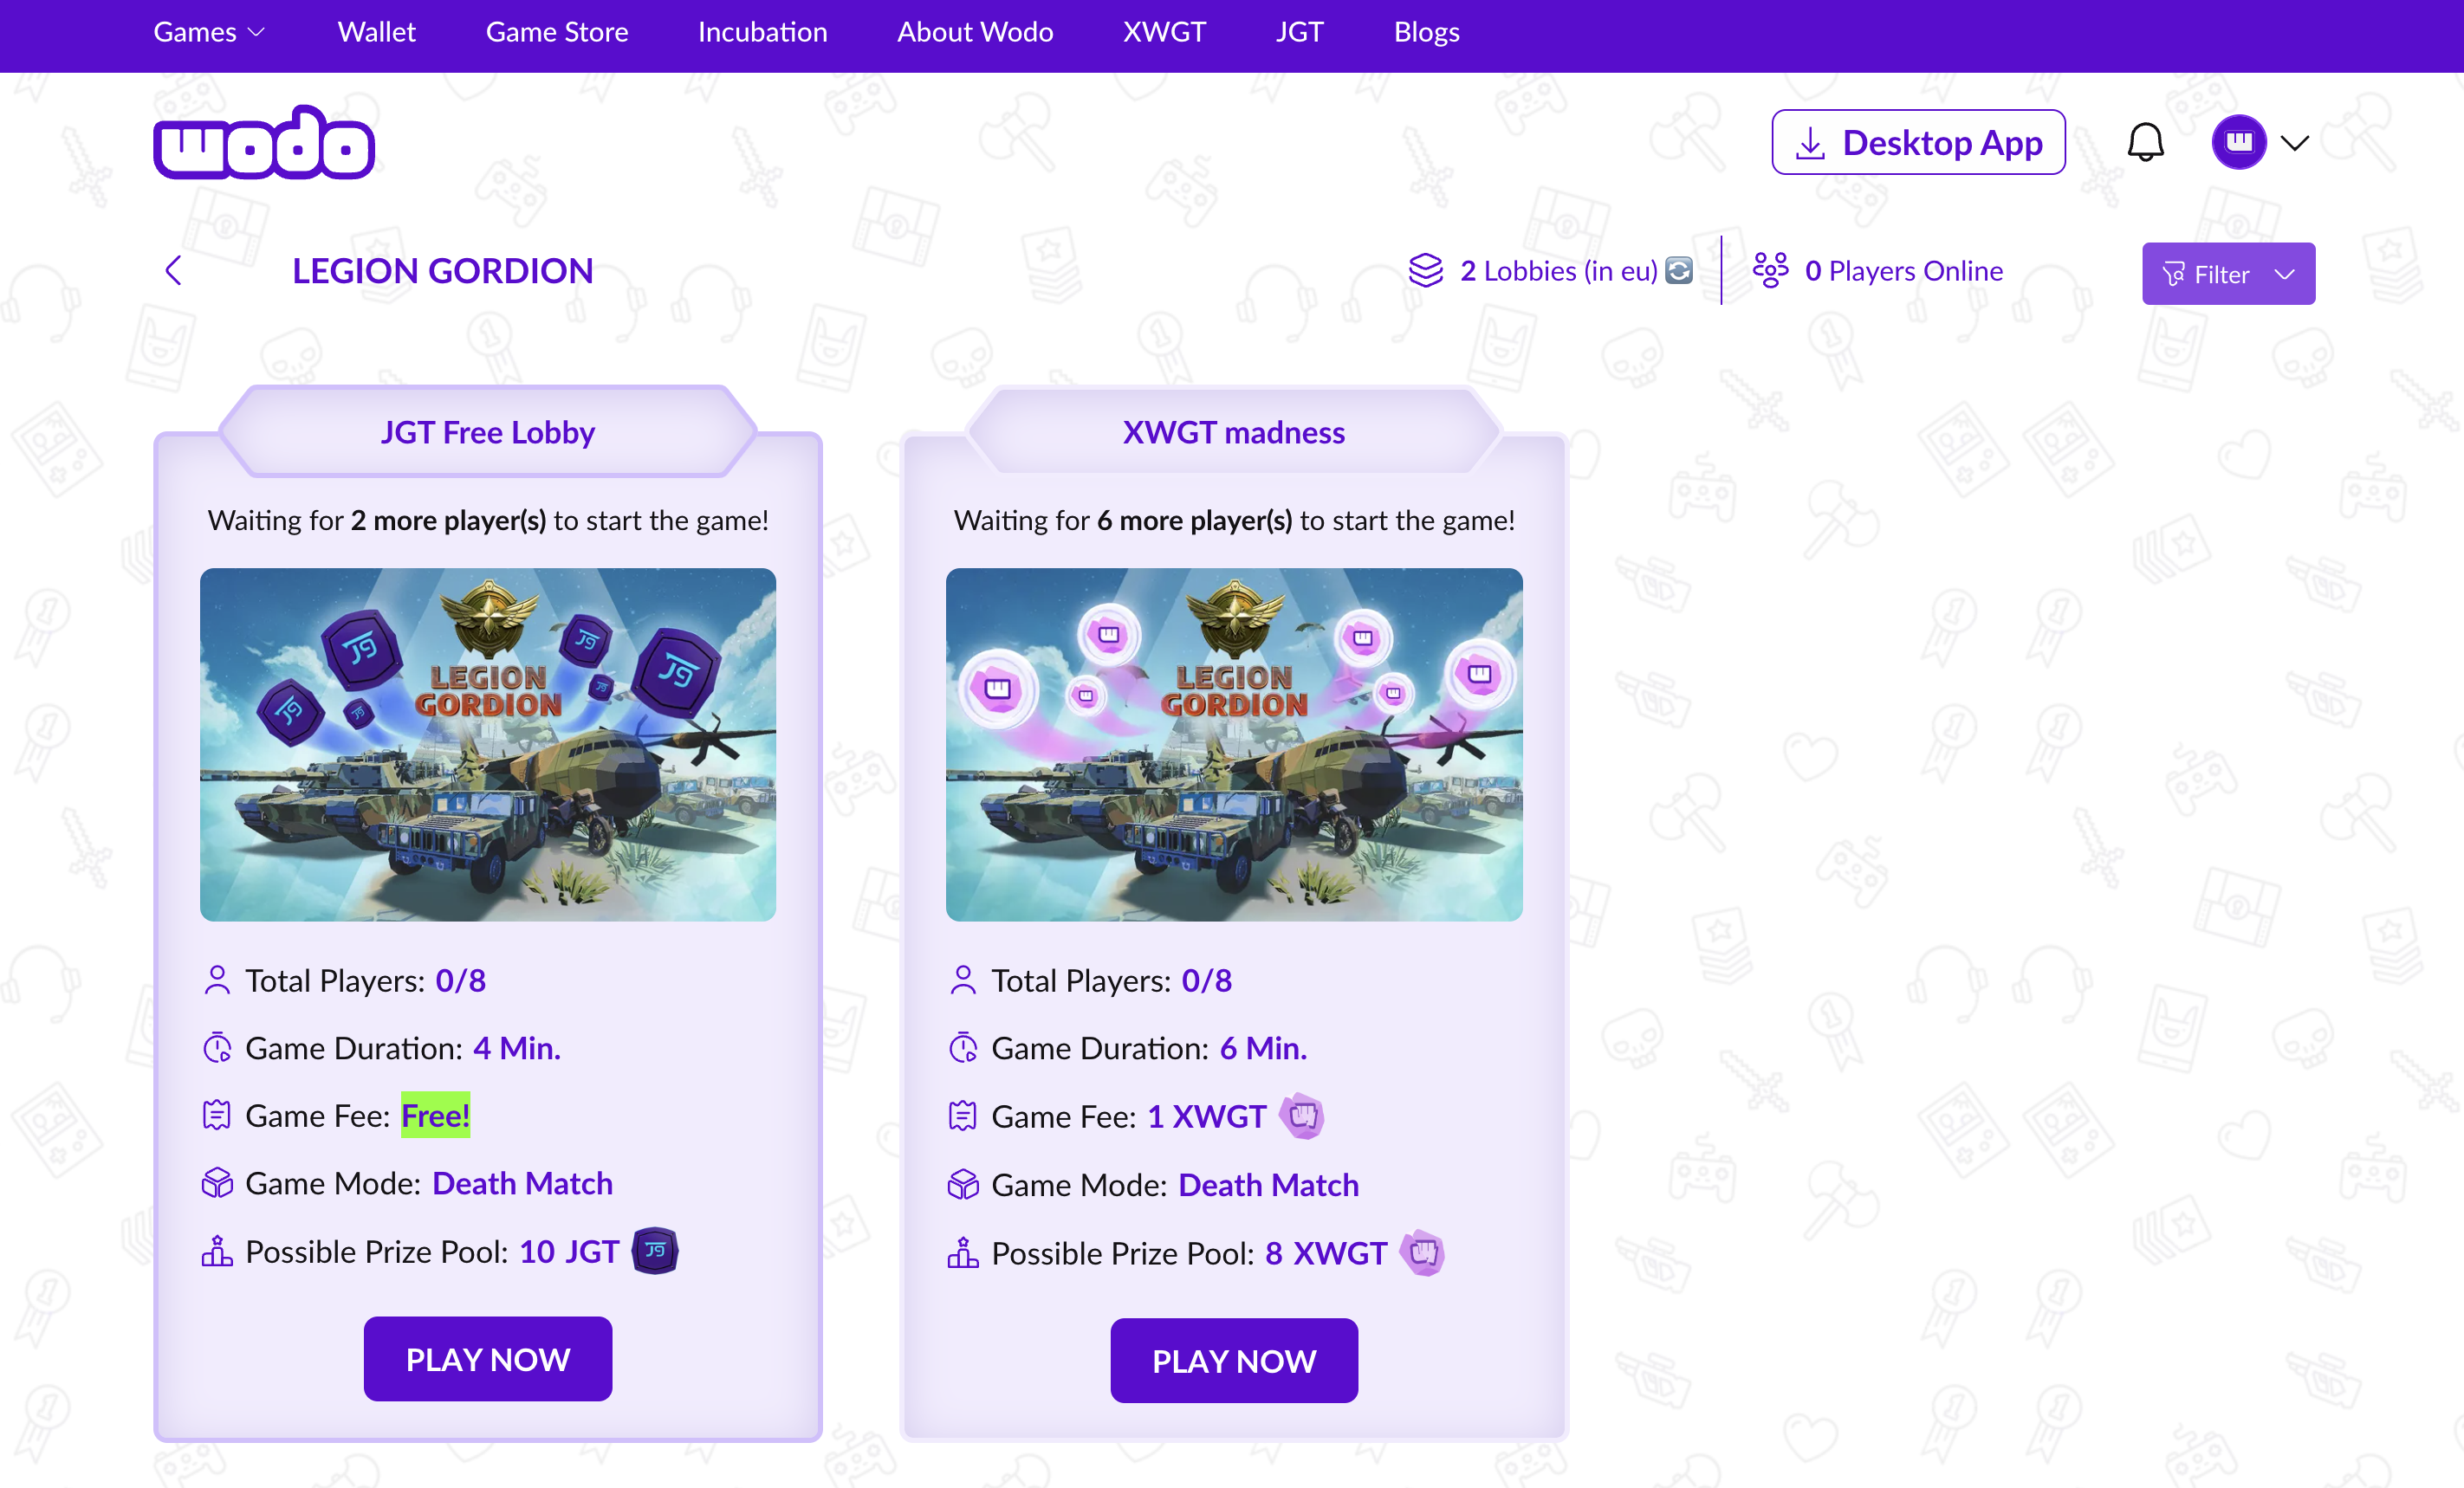 Games
Wallet
Game Store
Incubation
About Wodo
XWGT
JGT
Blogs
wodo
Desktop App
LEGION GORDION
2 Lobbies (in eu)
0 Players Online
Filter
JGT Free Lobby
Waiting for 2 more player(s) to start the game!
LEGION
GORDION
Total Players: 0/8
Game Duration: 4 Min.
Game Fee: Free!
Game Mode: Death Match
Possible Prize Pool: 10 JGT
PLAY NOW
XWGT madness
Waiting for 6 more player(s) to start the game!
LEGION
GORDION
Total Players: 0/8
Game Duration: 6 Min.
Game Fee: 1 XWGT
Game Mode: Death Match
Possible Prize Pool: 8 XWGT
PLAY NOW